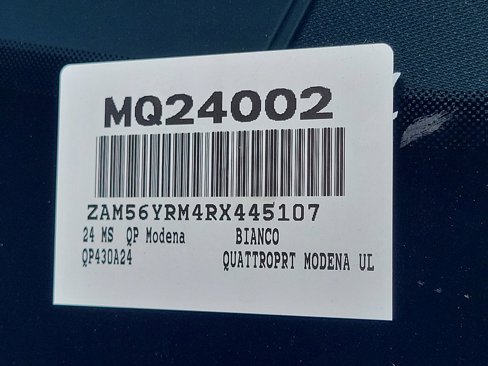 MQ24002
ZAM56YRM4RX445107
24 MS QP Modena BIANCO
QP430A24 QUATTROPRT MODENA UL